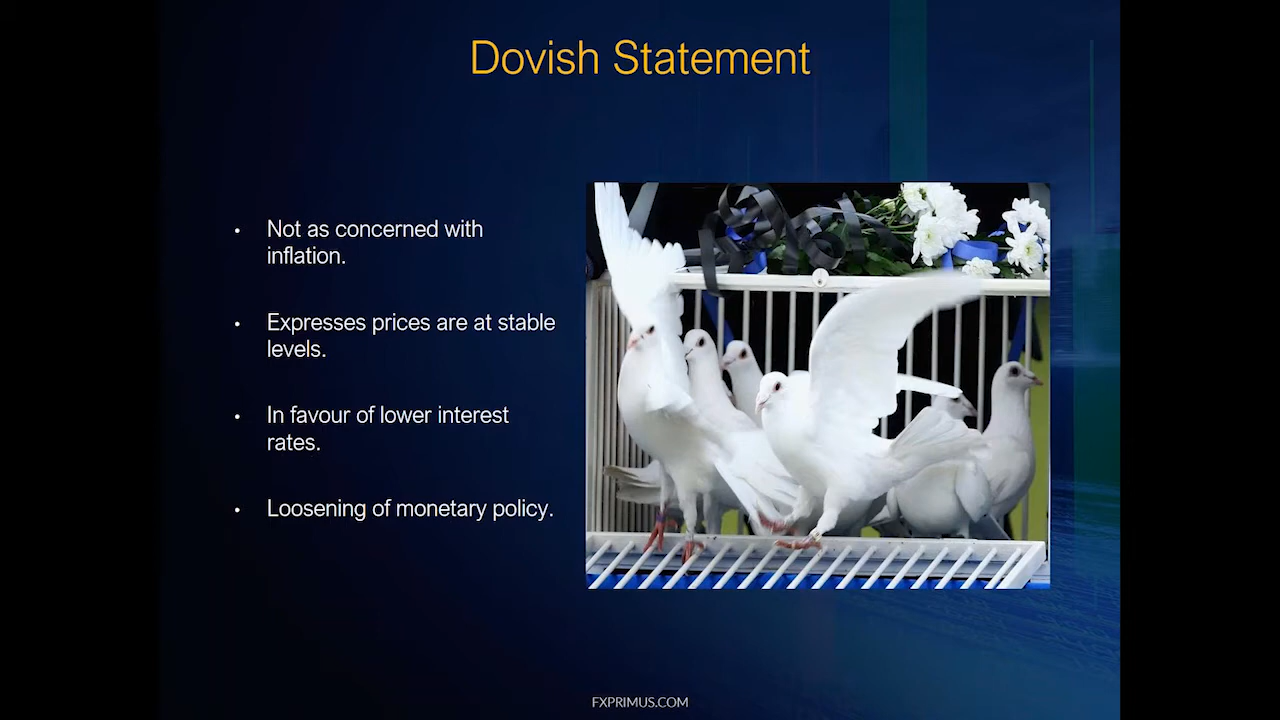 Dovish Statement
• Not as concerned with
inflation.
• Expresses prices are at stable
levels.
• In favour of lower interest
rates.
• Loosening of monetary policy.
FXPRIMUS.COM